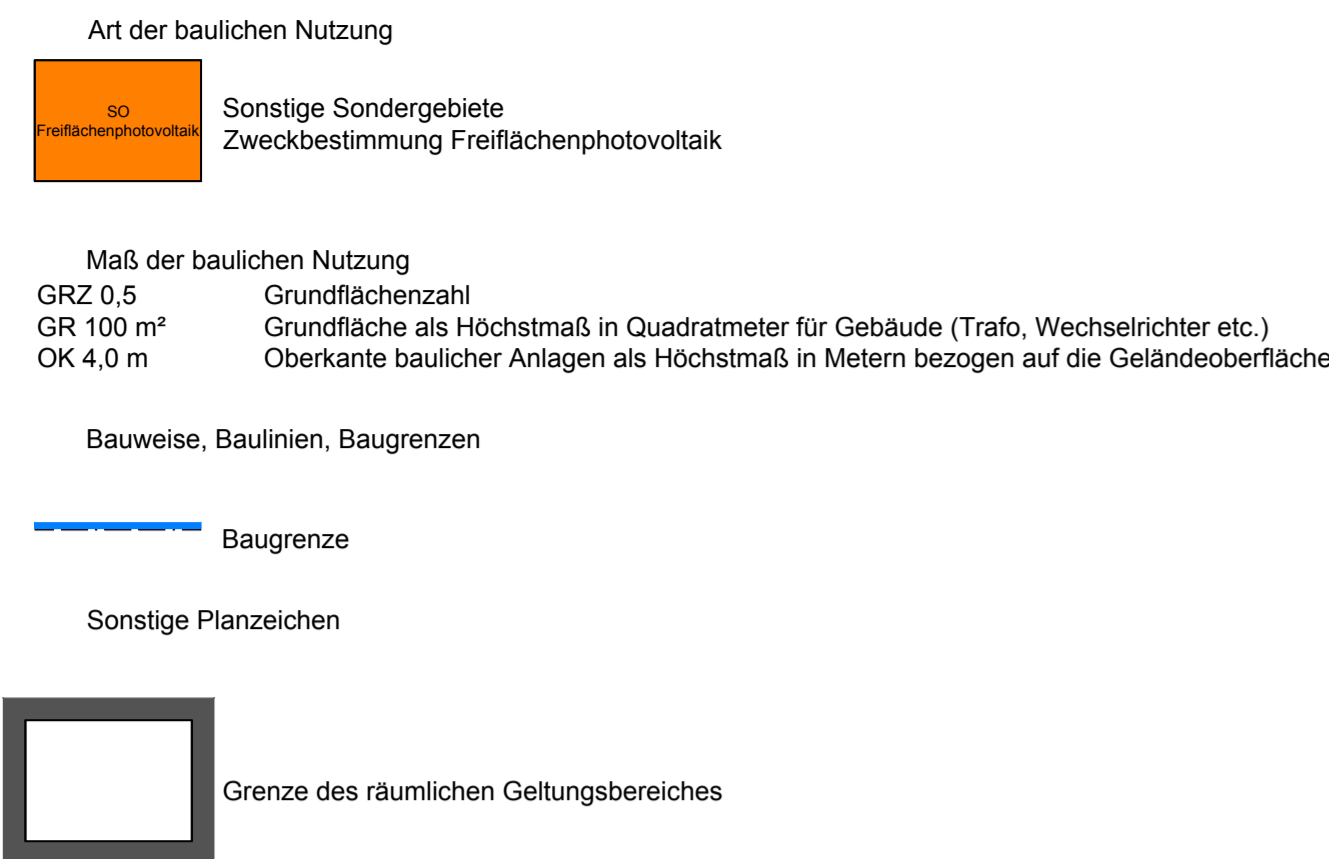 Art der baulichen Nutzung
SO
Freiflächenphotovoltaik
Sonstige Sondergebiete
Zweckbestimmung Freiflächenphotovoltaik
Maß der baulichen Nutzung
GRZ 0,5 Grundflächenzahl
GR 100 m² Grundfläche als Höchstmaß in Quadratmeter für Gebäude (Trafo, Wechselrichter etc.)
OK 4,0 m Oberkante baulicher Anlagen als Höchstmaß in Metern bezogen auf die Geländeoberfläche
Bauweise, Baulinien, Baugrenzen
Baugrenze
Sonstige Planzeichen
Grenze des räumlichen Geltungsbereiches